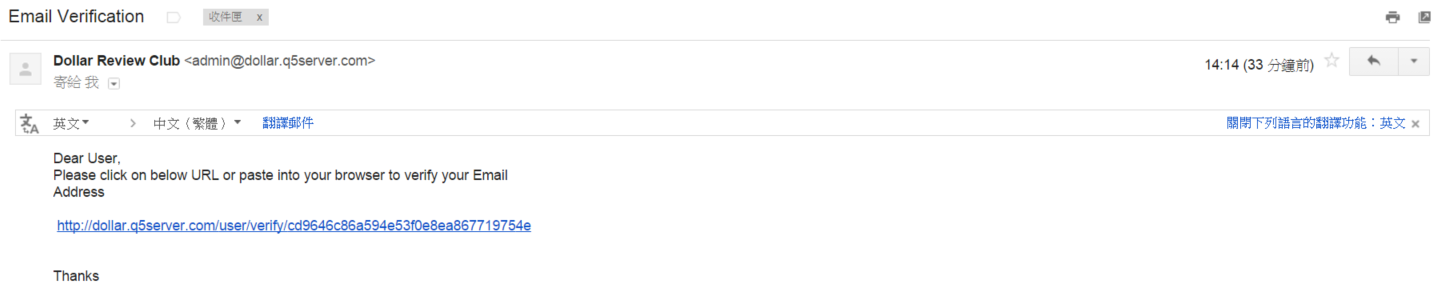 Email Verification 收件匣 x
Dollar Review Club <admin@dollar.q5server.com> 14:14 (33 分鐘前)
寄給 我
英文 > 中文（繁體） 翻譯郵件 關閉下列語言的翻譯功能：英文 ×
Dear User,
Please click on below URL or paste into your browser to verify your Email
Address
http://dollar.q5server.com/user/verify/cd9646c86a594e53f0e8ea867719754e
Thanks